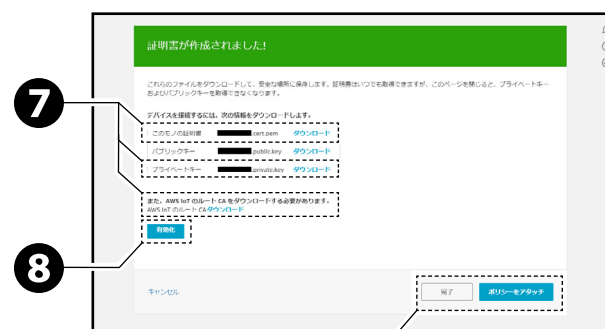 証明書が作成されました!
これらのファイルをダウンロードして、安全な場所に保存します。証明書はいつでも取得できますが、このページを閉じると、プライベートキー
およびパブリックキーを取得できなくなります。
7
デバイスを接続するには、次の情報をダウンロードします。
このモノの証明書 .cert.pem ダウンロード
パブリックキー .public.key ダウンロード
プライベートキー .private.key ダウンロード
また、AWS IoT のルート CA をダウンロードする必要があります。
AWS IoT のルート CA ダウンロード
8
有効化
キャンセル 完了 ポリシーをアタッチ